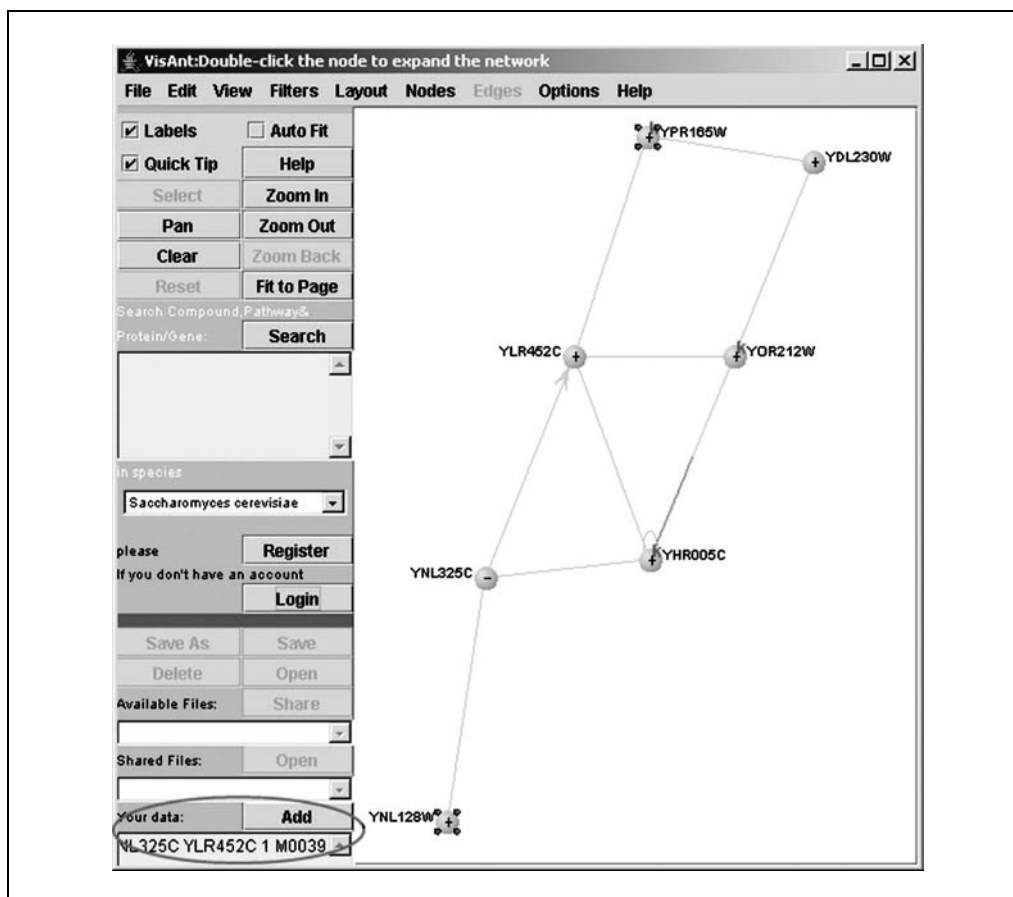 VisAnt:Double-click the node to expand the network
File Edit View Filters Layout Nodes Edges Options Help
Labels Auto Fit
Quick Tip Help
Select Zoom In
Pan Zoom Out
Clear Zoom Back
Reset Fit to Page
Search Compound,Pathway&
Protein/Gene: Search
in species
Saccharomyces cerevisiae
please Register
If you don't have an account
Login
Save As Save
Delete Open
Available Files: Share
Shared Files: Open
Your data: Add
NL325C YLR452C 1 M0039
YPR165W
YDL230W
YLR452C
YOR212W
YNL325C
YHR005C
YNL128W